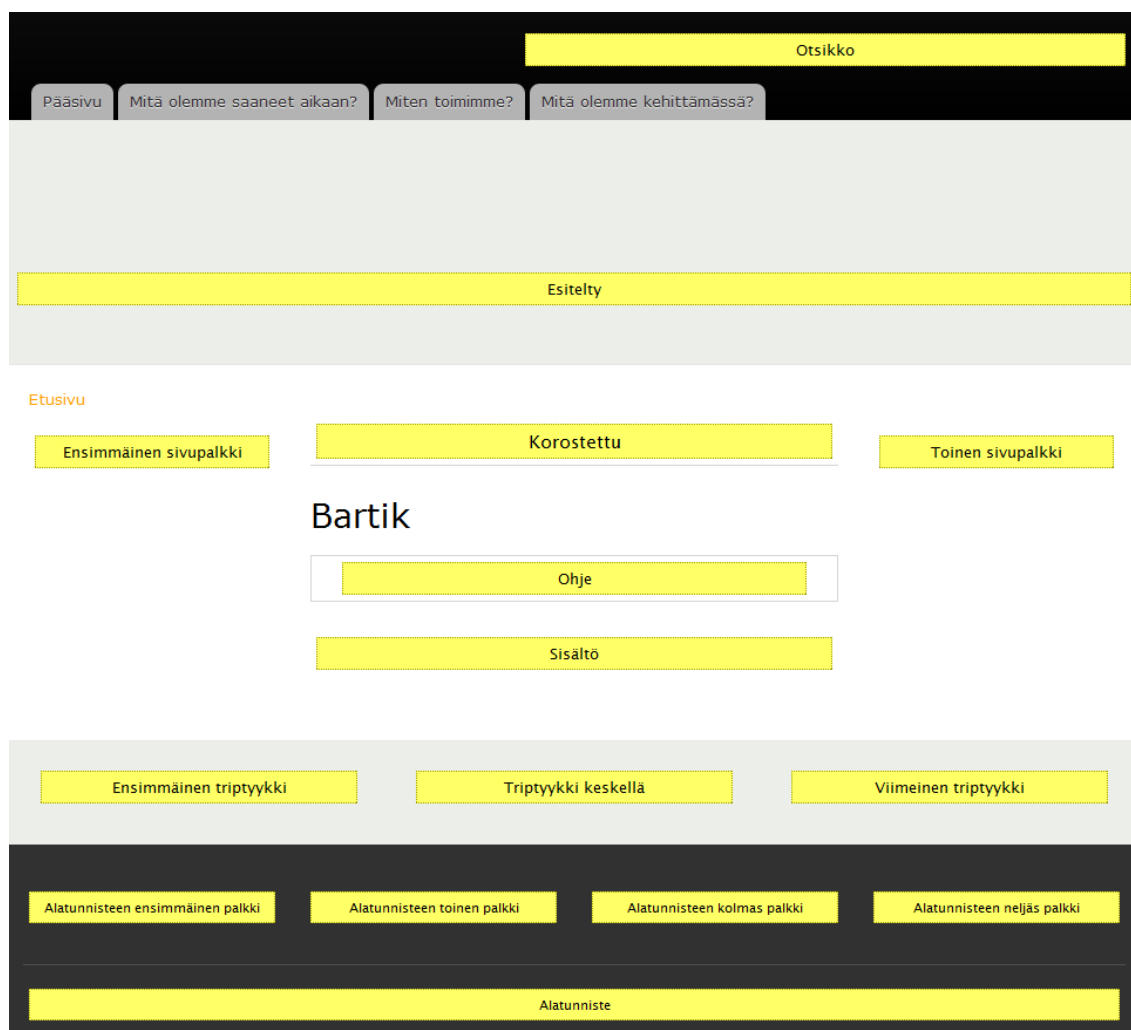 Otsikko
Pääsivu Mitä olemme saaneet aikaan? Miten toimimme? Mitä olemme kehittämässä?
Esitelty
Etusivu
Ensimmäinen sivupalkki Korostettu Toinen sivupalkki
Bartik
Ohje
Sisältö
Ensimmäinen triptyykki Triptyykki keskellä Viimeinen triptyykki
Alatunnisteen ensimmäinen palkki Alatunnisteen toinen palkki Alatunnisteen kolmas palkki Alatunnisteen neljäs palkki
Alatunniste